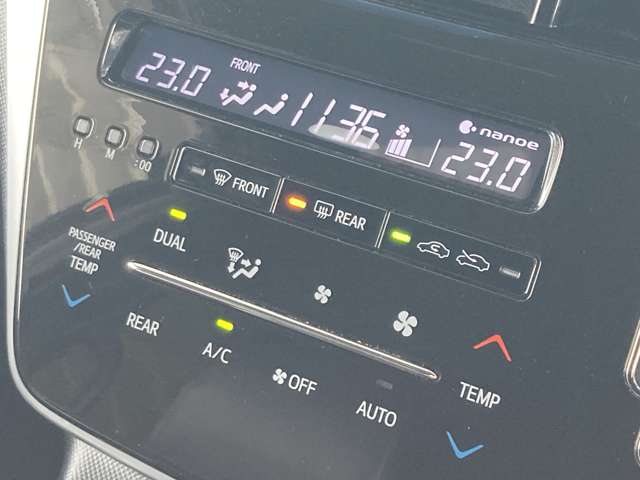 FRONT
23.0 11:36 nanoe 23.0
H M :00
FRONT REAR
PASSENGER
/REAR
TEMP
DUAL
REAR A/C OFF AUTO TEMP